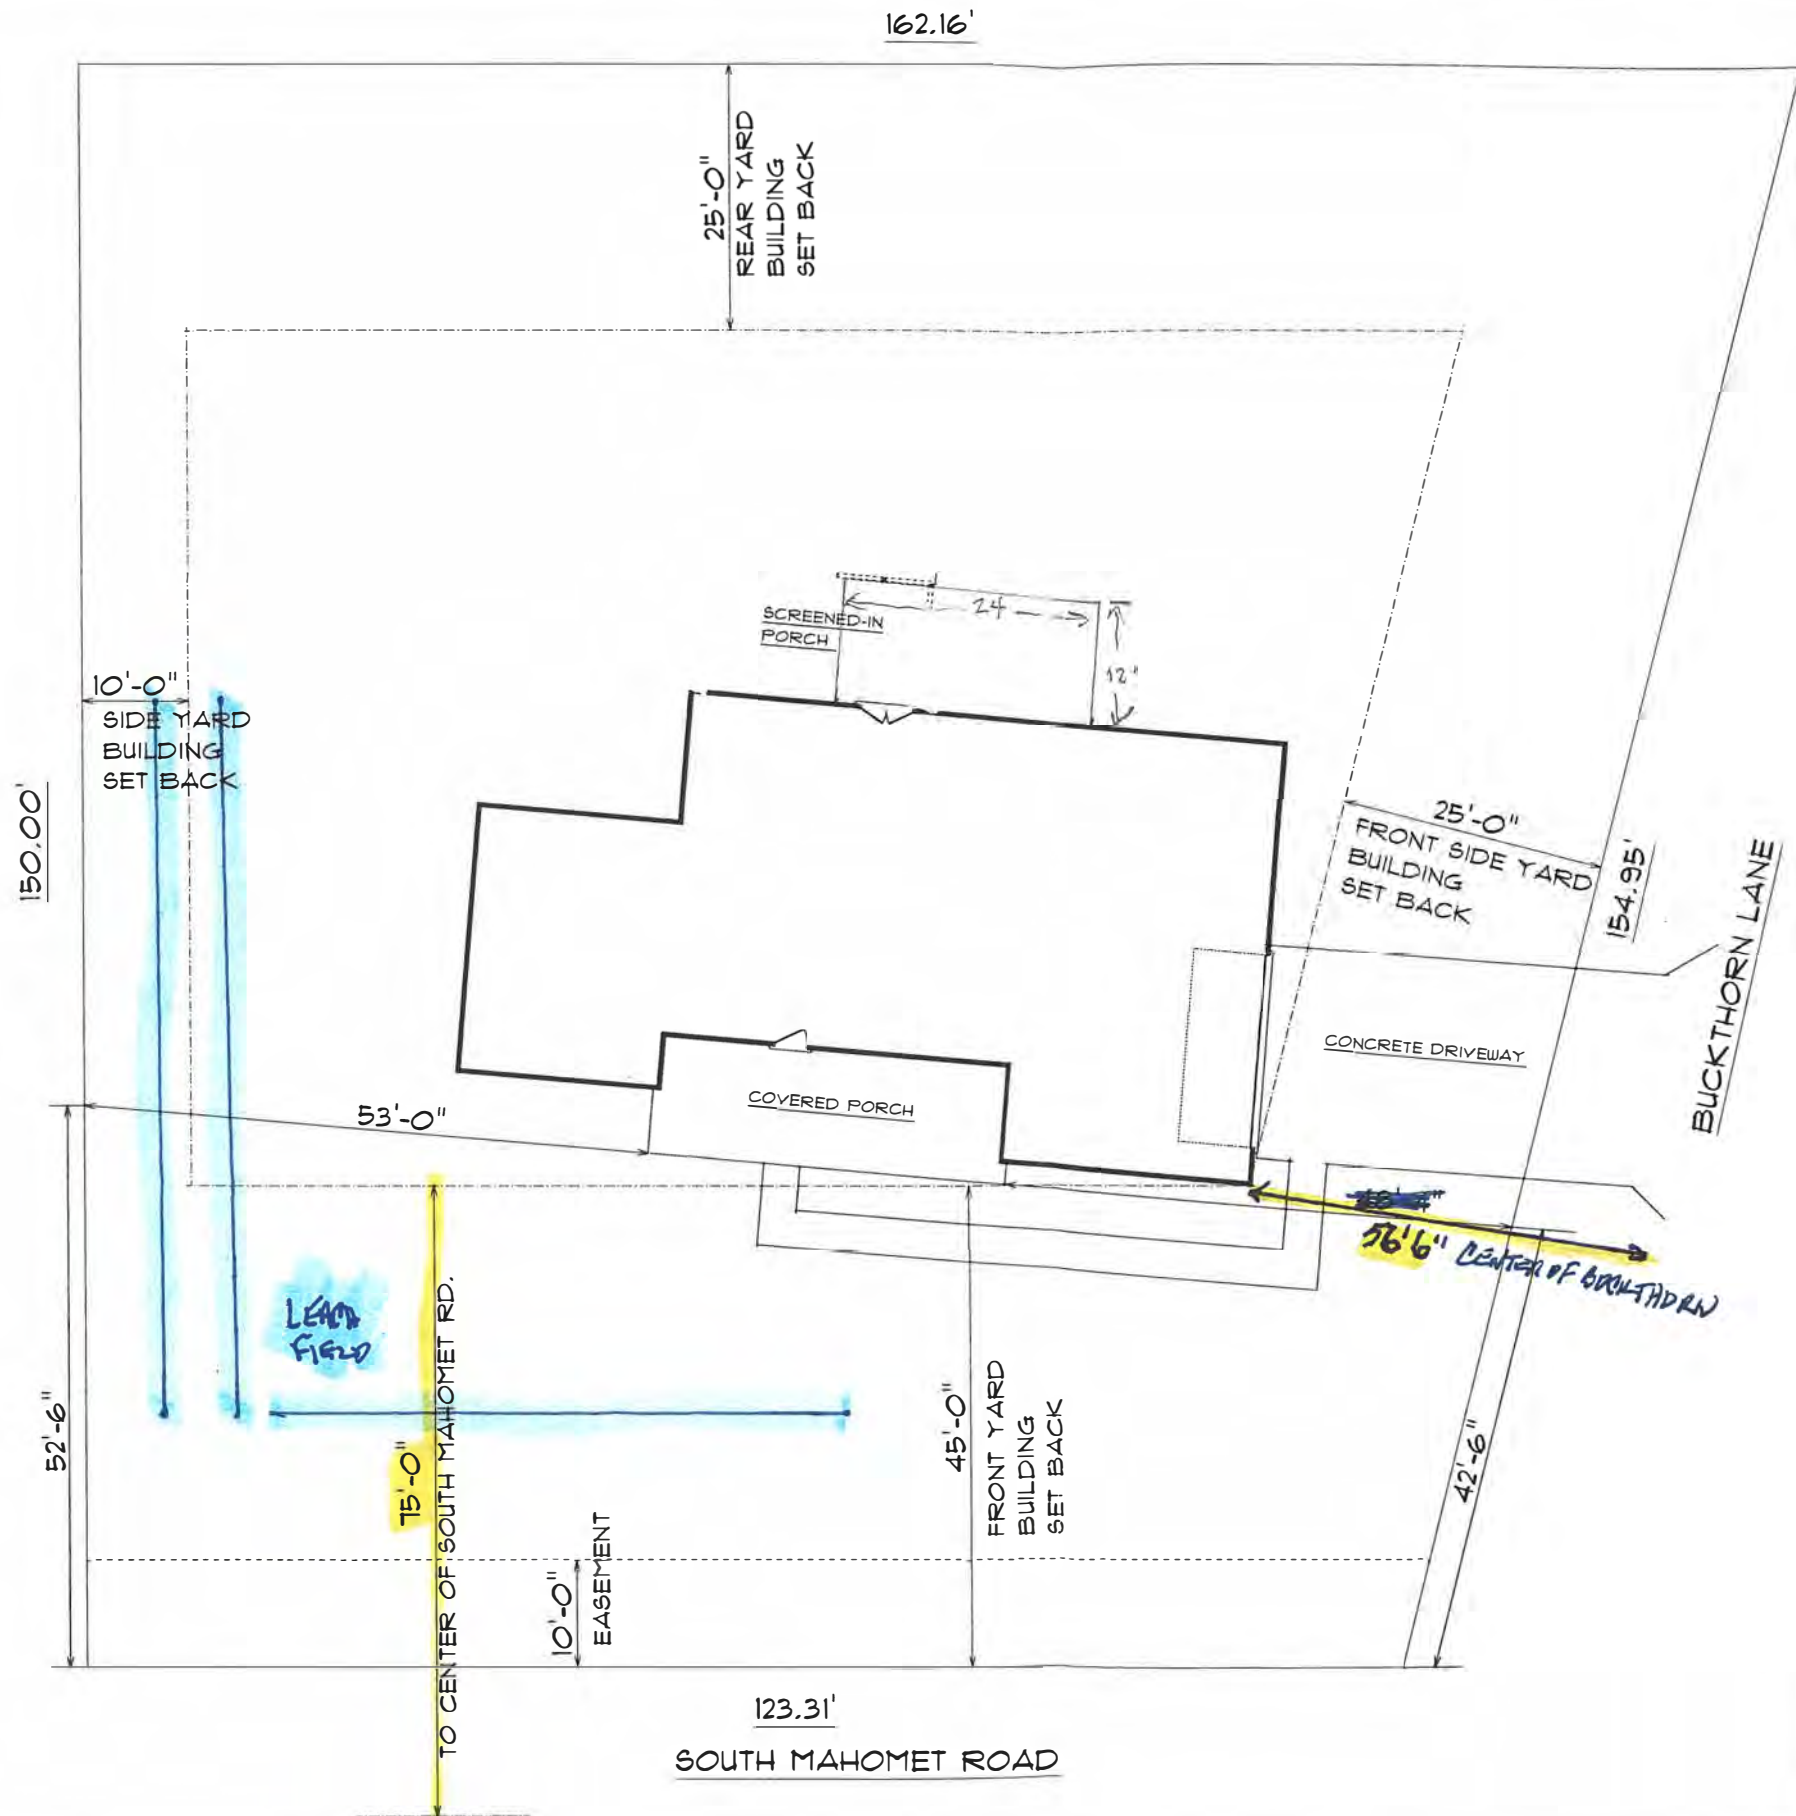 162.16'
25'-0"
REAR YARD
BUILDING
SET BACK
SCREENED-IN
PORCH
24
12"
10'-0"
SIDE YARD
BUILDING
SET BACK
150.00'
25'-0"
FRONT SIDE YARD
BUILDING
SET BACK
154.95'
BUCKTHORN LANE
CONCRETE DRIVEWAY
COVERED PORCH
53'-0"
56'6" CENTER OF BUCKTHORN
LEACH
FIELD
52'-6"
75'-0"
TO CENTER OF SOUTH MAHOMET RD.
45'-0"
FRONT YARD
BUILDING
SET BACK
42'-6"
10'-0"
EASEMENT
123.31'
SOUTH MAHOMET ROAD